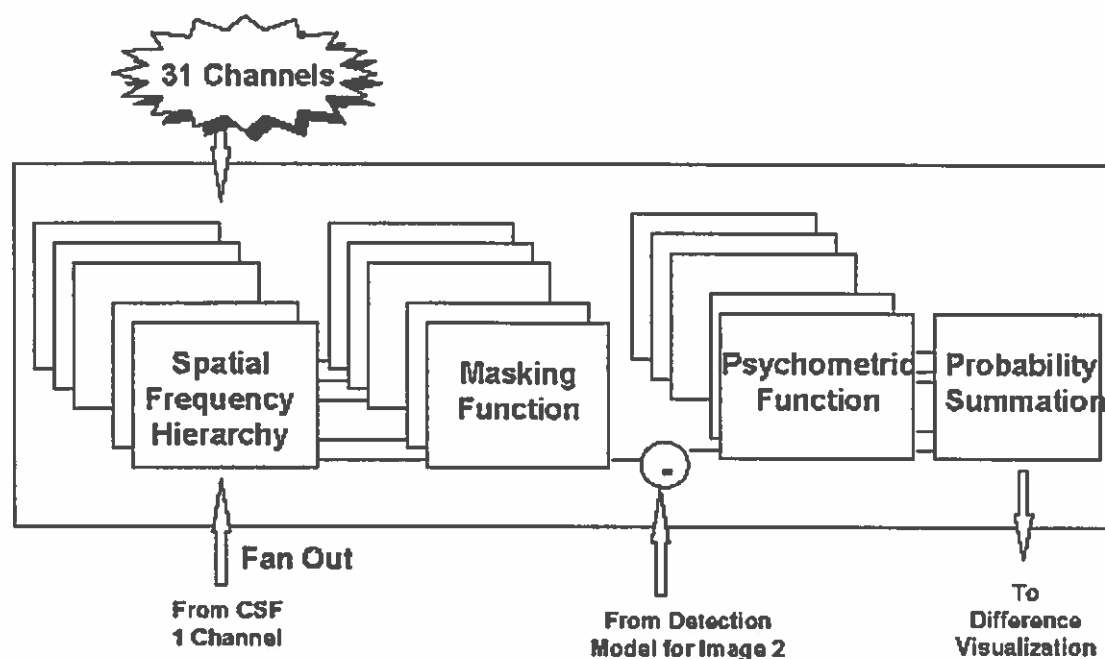 31 Channels
Spatial
Frequency
Hierarchy
Masking
Function
-
Psychometric
Function
Probability
Summation
Fan Out
From CSF
1 Channel
From Detection
Model for Image 2
To
Difference
Visualization